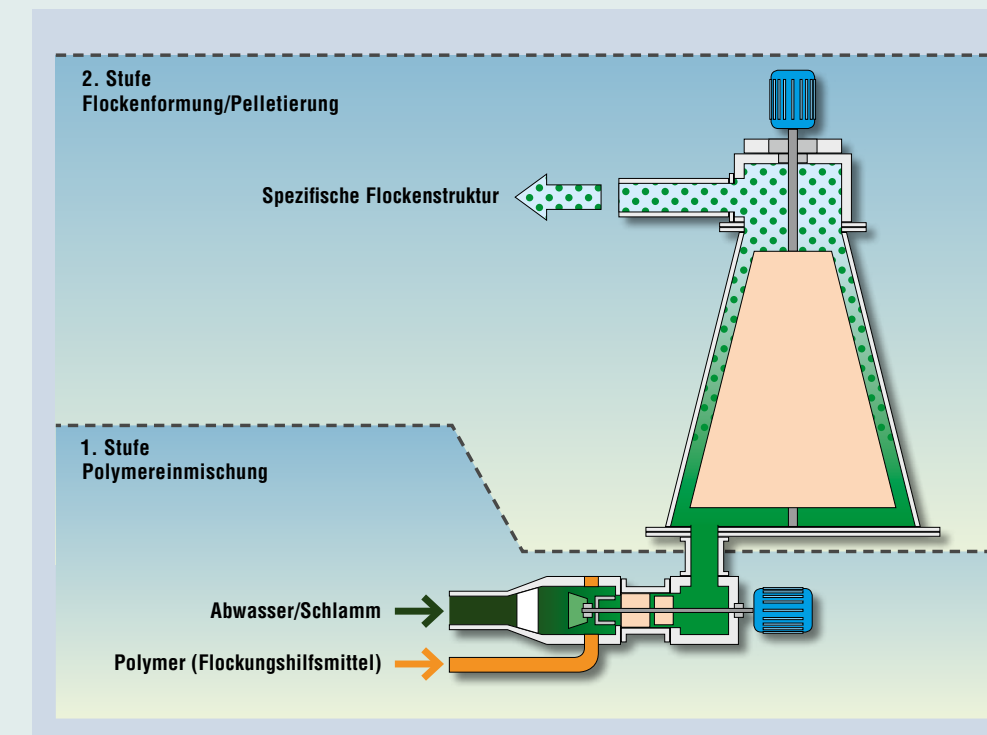 2. Stufe
Flockenformung/Pelletierung
Spezifische Flockenstruktur
1. Stufe
Polymereinmischung
Abwasser/Schlamm
Polymer (Flockungshilfsmittel)